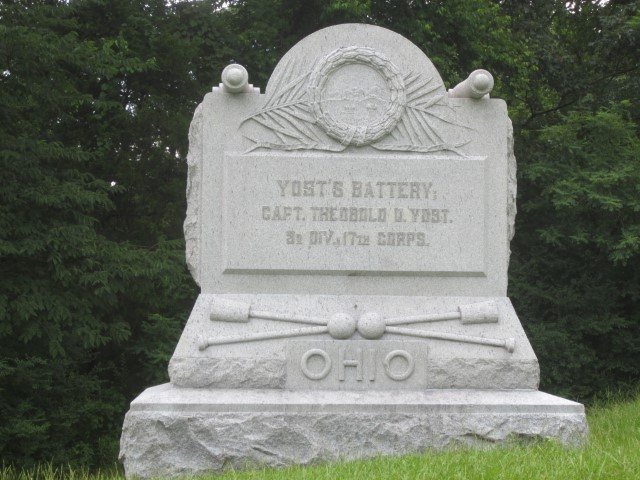 YOST'S BATTERY;
CAPT. THEOBOLD D. YOST.
3D DIV., 17TH CORPS.
OHIO